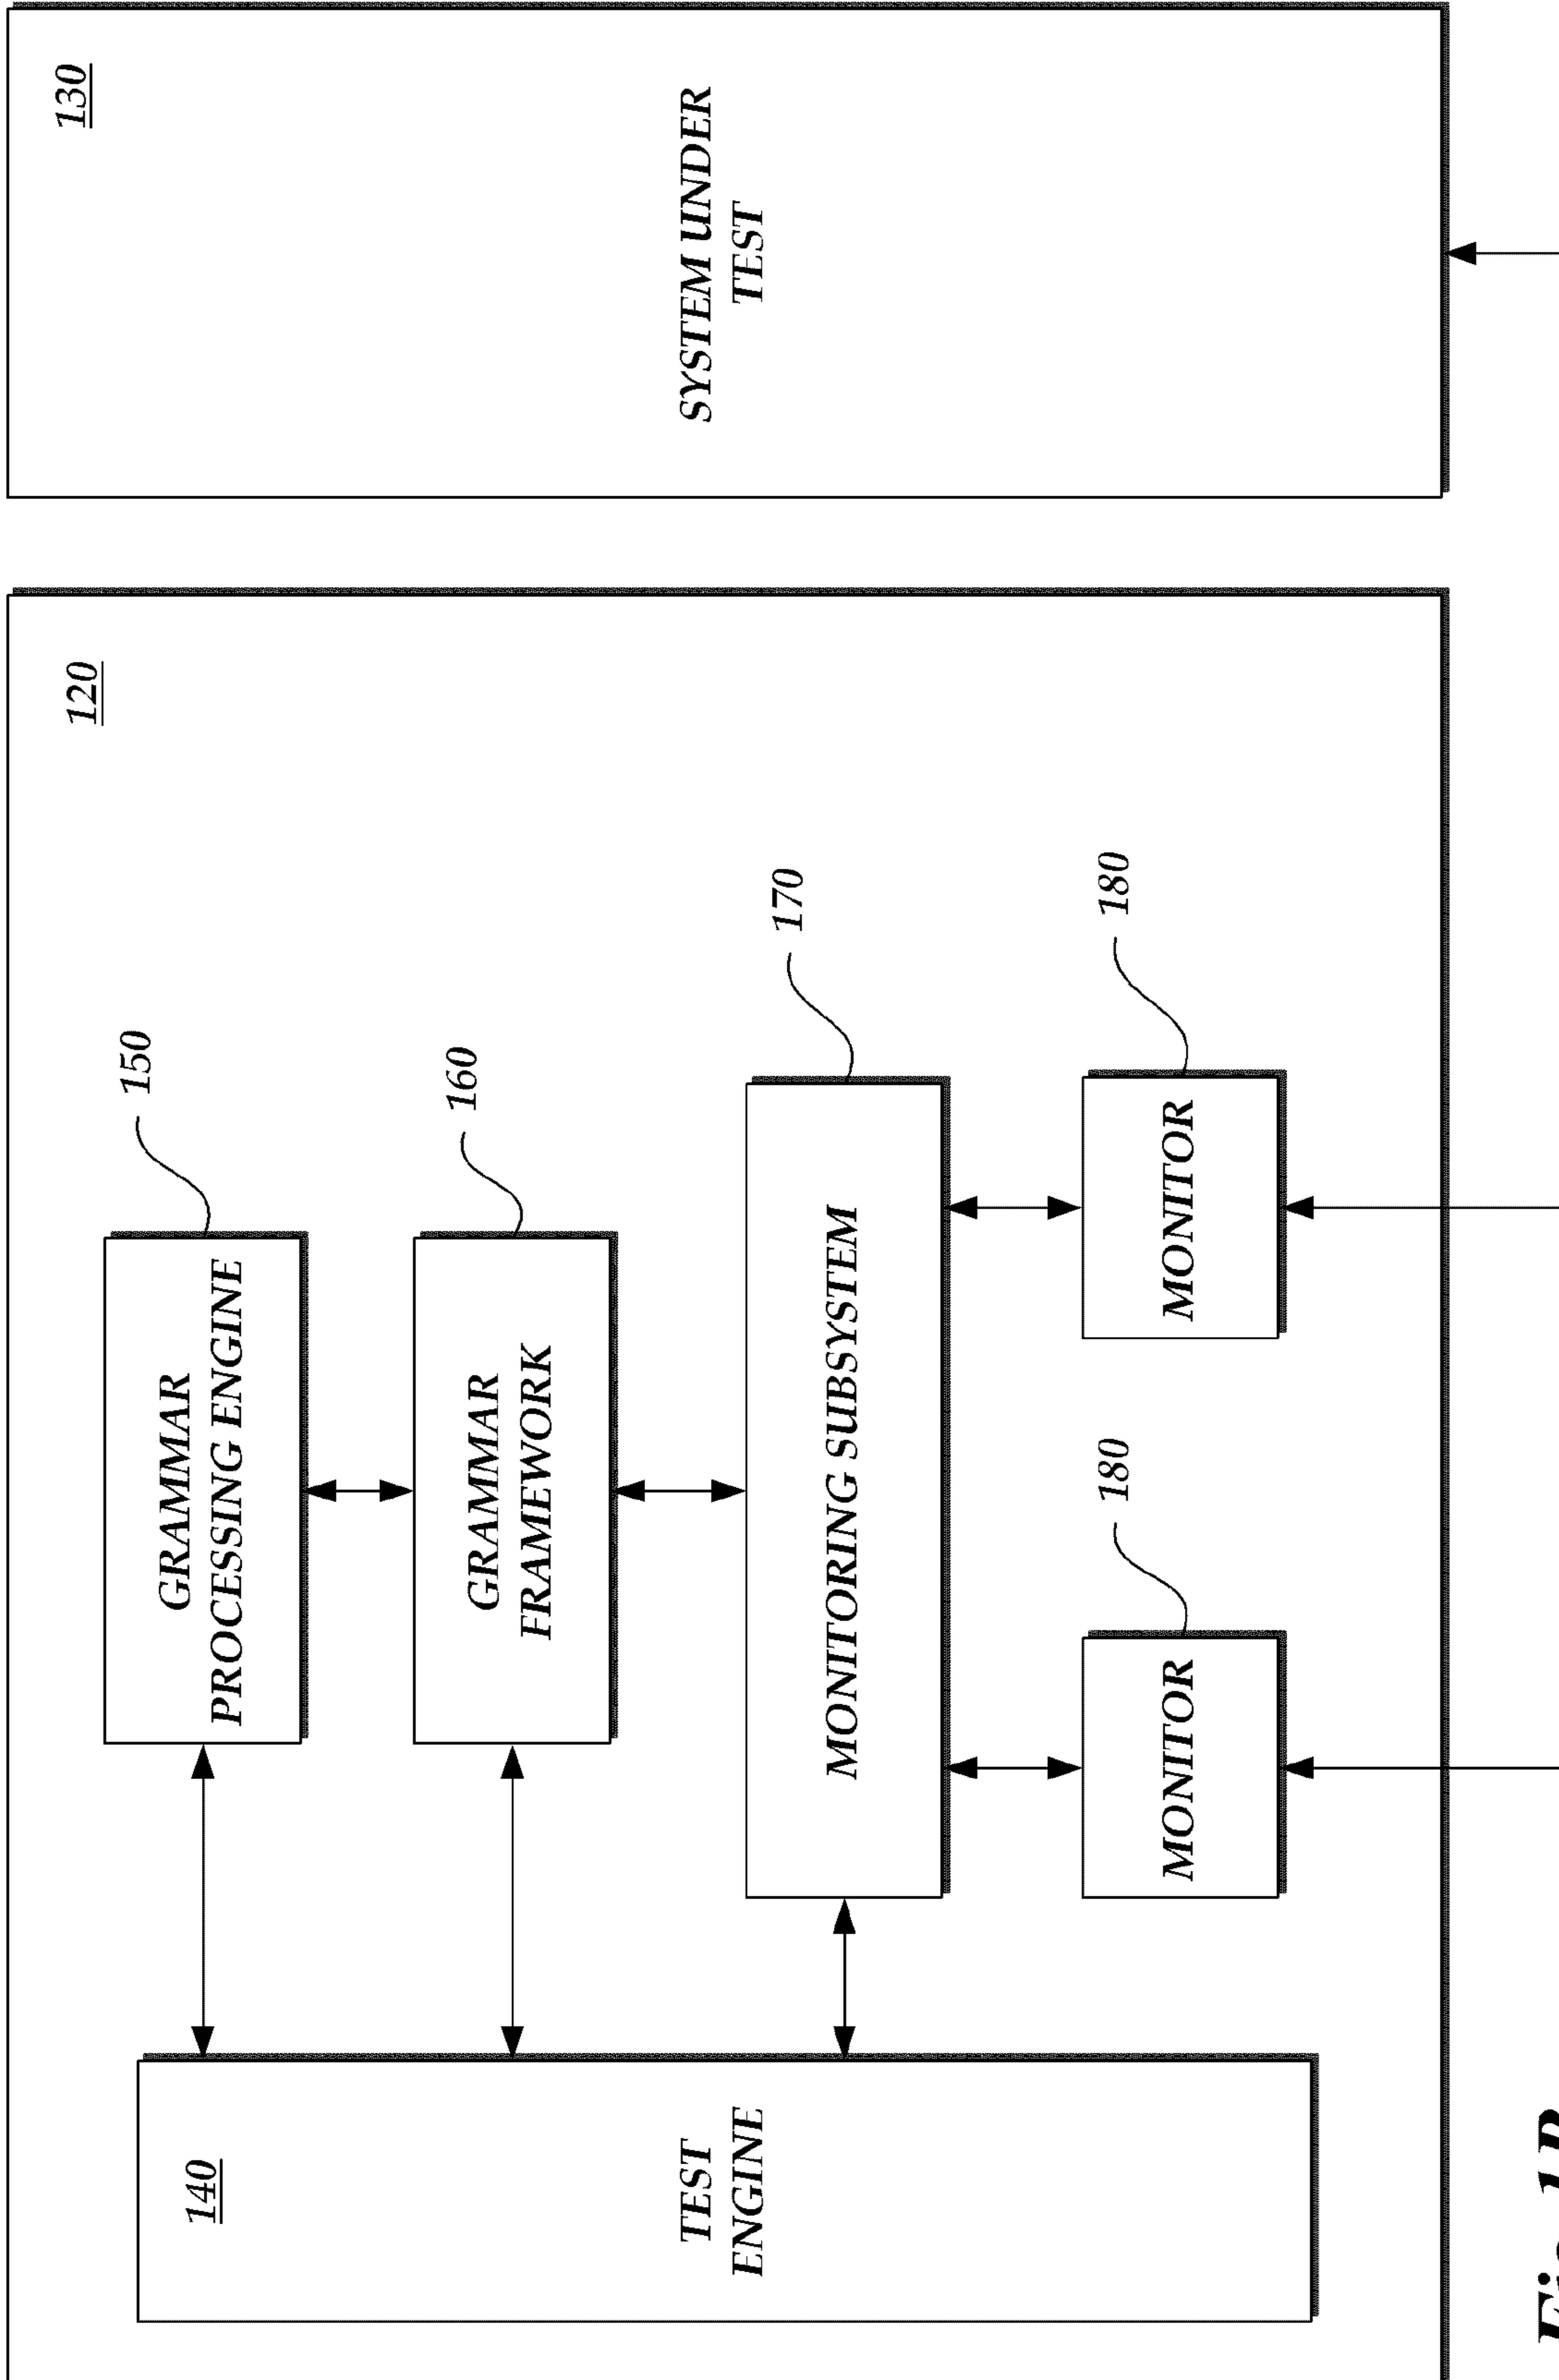 130
120
150
GRAMMAR
PROCESSING ENGINE
140
160
GRAMMAR
FRAMEWORK
TEST
ENGINE
SYSTEM UNDER
TEST
170
MONITORING SUBSYSTEM
180
180
MONITOR
MONITOR